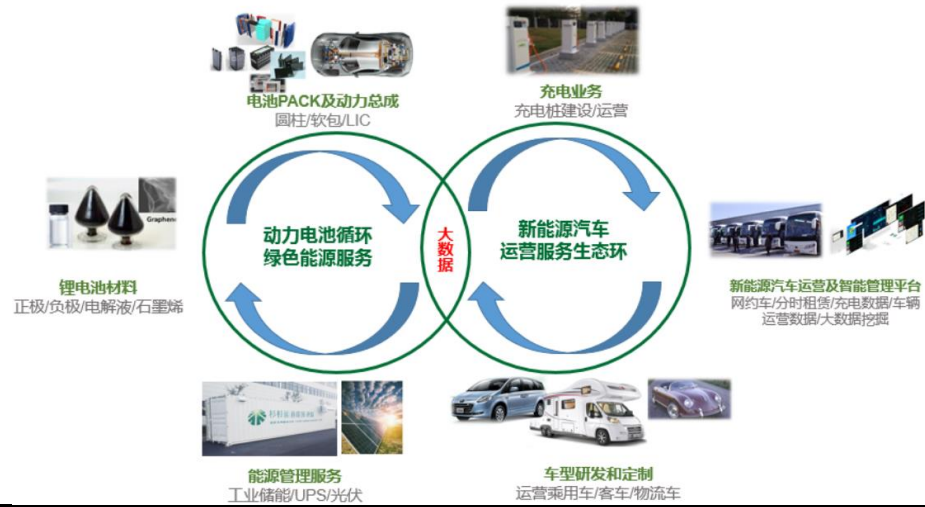 电池PACK及动力总成
圆柱/软包/LIC
充电业务
充电桩建设/运营
Graphene
锂电池材料
正极/负极/电解液/石墨烯
动力电池循环
绿色能源服务
大数据
新能源汽车
运营服务生态环
新能源汽车运营及智能管理平台
网约车/分时租赁/充电数据/车辆
运营数据/大数据挖掘
能源管理服务
工业储能/UPS/光伏
车型研发和定制
运营乘用车/客车/物流车